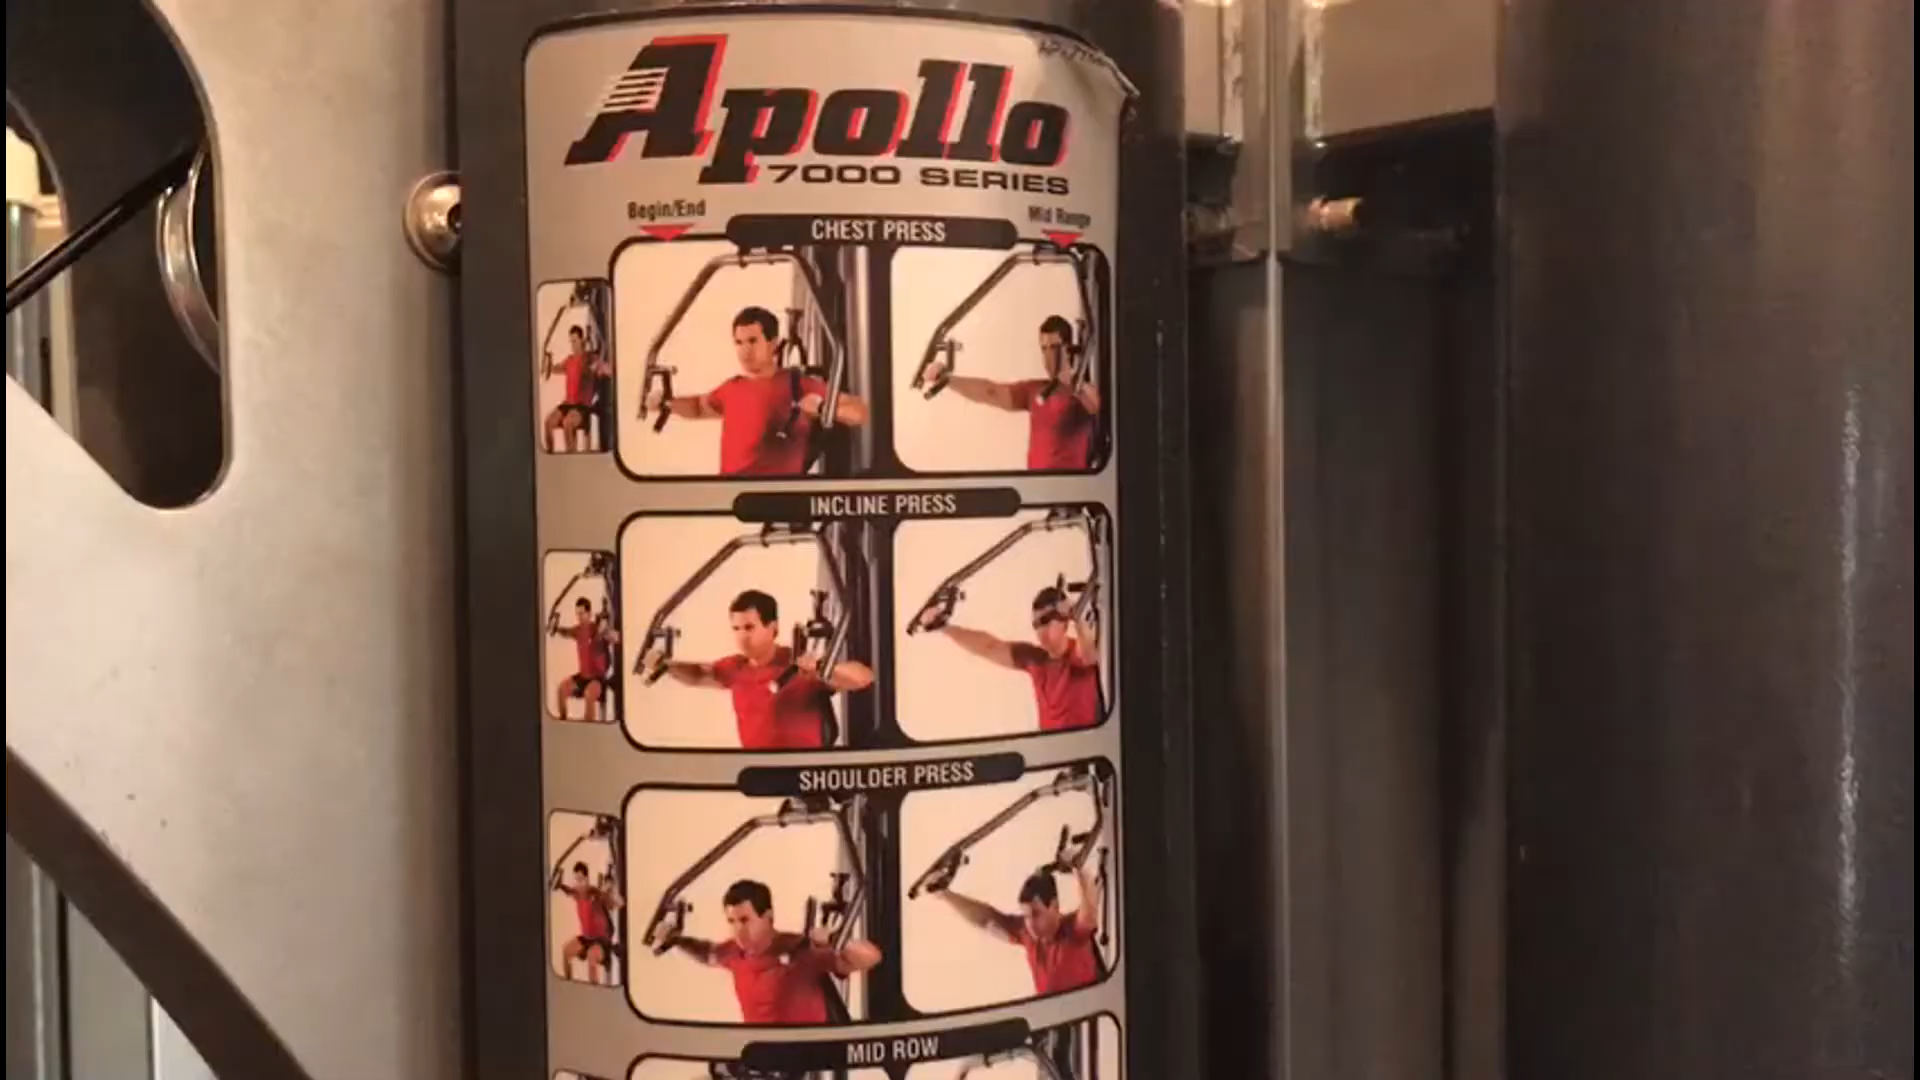 Apollo
7000 SERIES
Begin/End
Mid Range
CHEST PRESS
INCLINE PRESS
SHOULDER PRESS
MID ROW